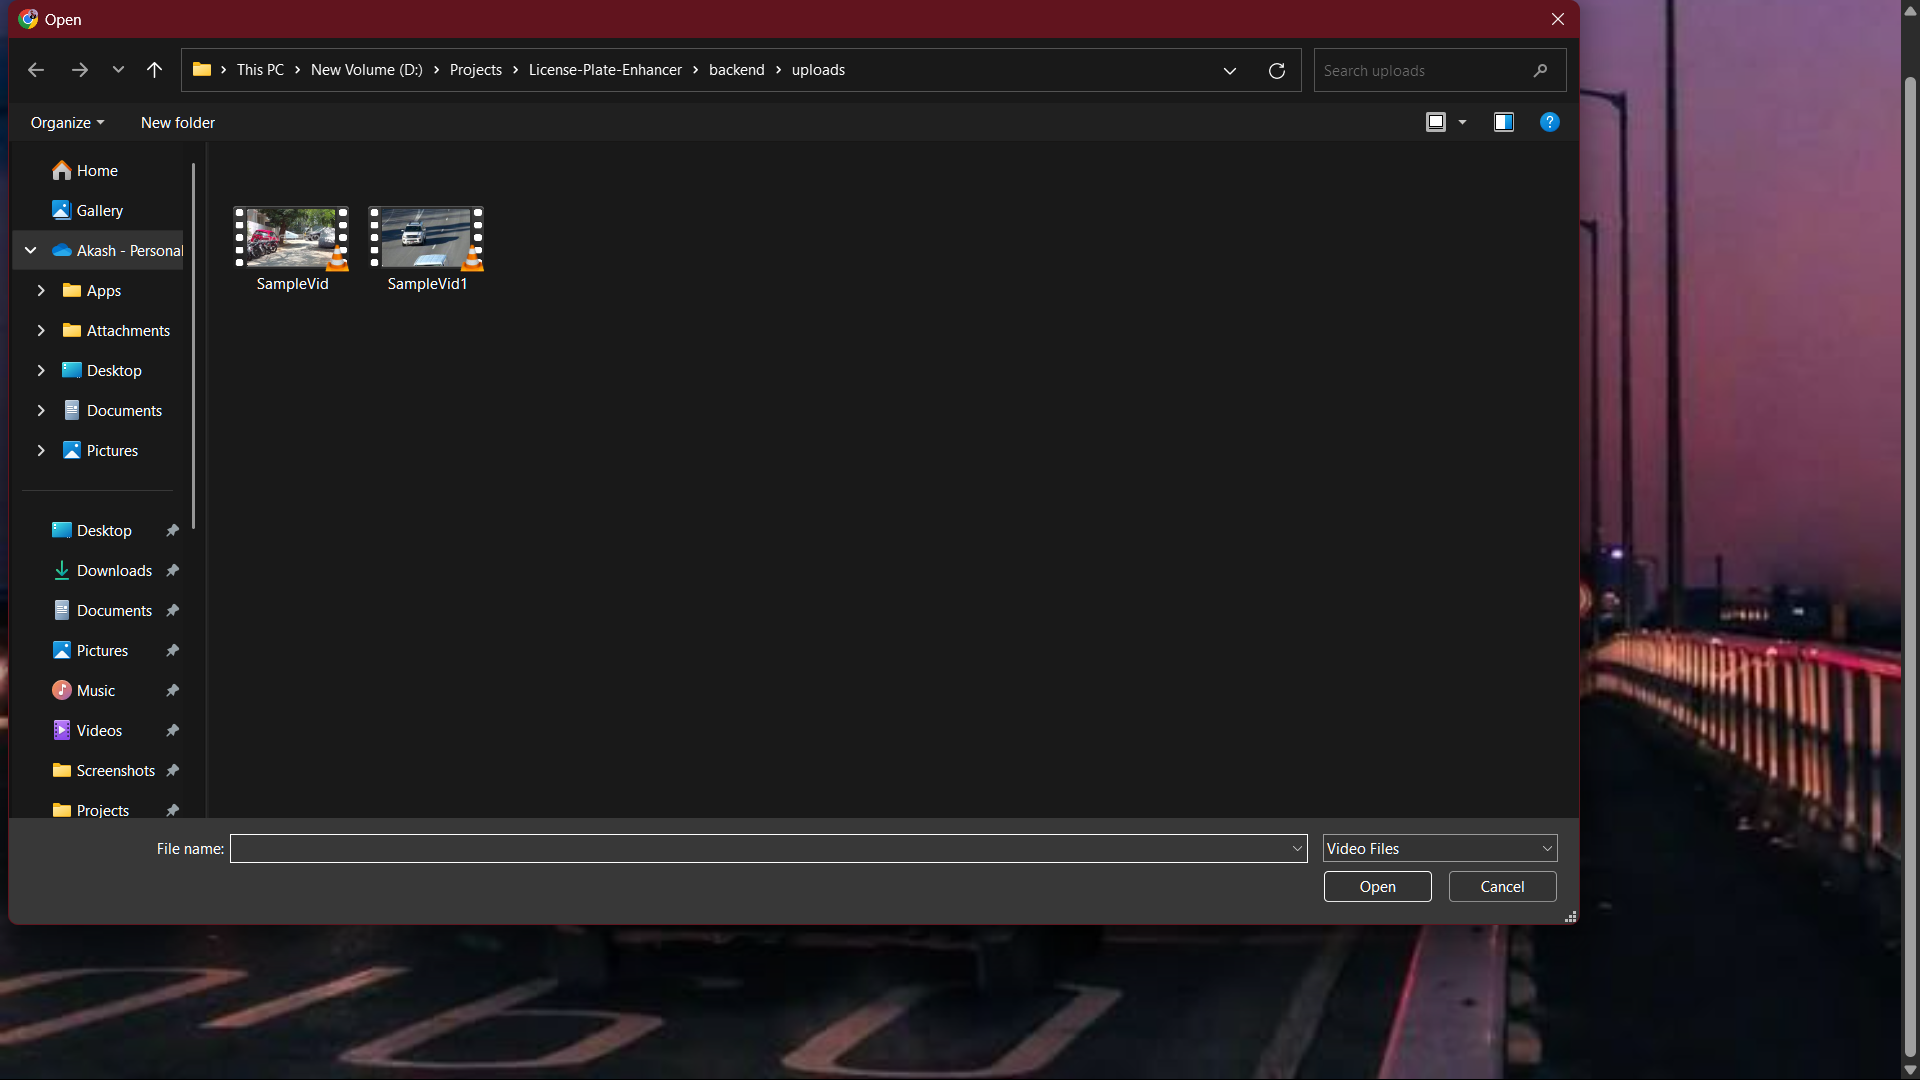 Open
This PC > New Volume (D:) > Projects > License-Plate-Enhancer > backend > uploads
Search uploads
Organize
New folder
Home
Gallery
Akash - Personal
Apps
Attachments
Desktop
Documents
Pictures
Desktop
Downloads
Documents
Pictures
Music
Videos
Screenshots
Projects
SampleVid
SampleVid1
File name:
Video Files
Open
Cancel